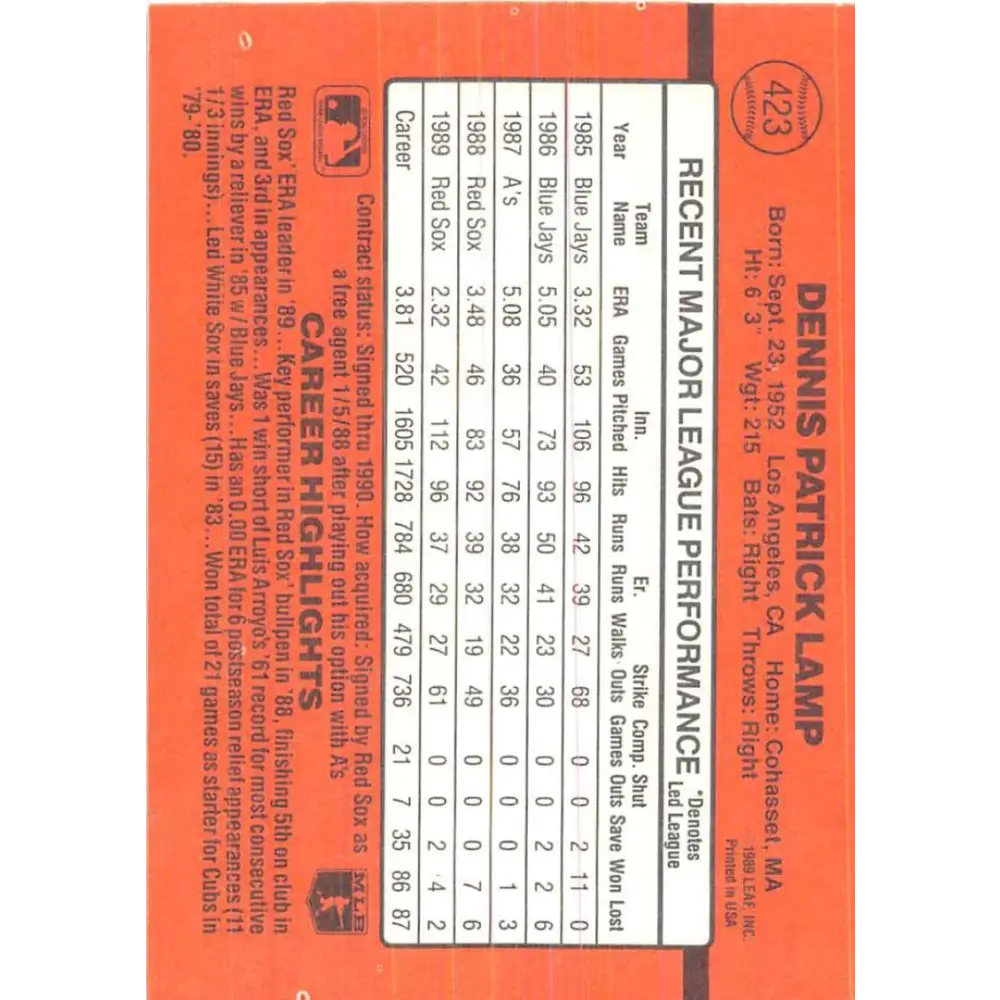 423
DENNIS PATRICK LAMP
Born: Sept. 23, 1952 Los Angeles, CA Home: Cohasset, MA
Ht: 6' 3" Wgt: 215 Bats: Right Throws: Right
1989 LEAF, INC.
Printed in USA
RECENT MAJOR LEAGUE PERFORMANCE
*Denotes
Led League
Team Inn. Er. Strike Comp. Shut
Year Name ERA Games Pitched Hits Runs Runs Walks Outs Games Outs Save Won Lost
1985 Blue Jays 3.32 53 106 96 42 39 27 68 0 0 2 11 0
1986 Blue Jays 5.05 40 73 93 50 41 23 30 0 0 2 2 6
1987 A's 5.08 36 57 76 38 32 22 36 0 0 0 1 3
1988 Red Sox 3.48 46 83 92 39 32 19 49 0 0 0 7 6
1989 Red Sox 2.32 42 112 96 37 29 27 61 0 0 2 4 2
Career 3.81 520 1605 1728 784 680 479 736 21 7 35 86 87
Contract status: Signed thru 1990. How acquired: Signed by Red Sox as
a free agent 1/5/88 after playing out his option with A's
MLB
CAREER HIGHLIGHTS
Red Sox' ERA leader in '89...Key performer in Red Sox' bullpen in '88, finishing 5th on club in
ERA, and 3rd in appearances...Was 1 win short of Luis Arroyo's '61 record for most consecutive
wins by a reliever in '85 w/Blue Jays...Has an 0.00 ERA for 6 postseason relief appearances (11
1/3 innings)...Led White Sox in saves (15) in '83...Won total of 21 games as starter for Cubs in
'79-'80.